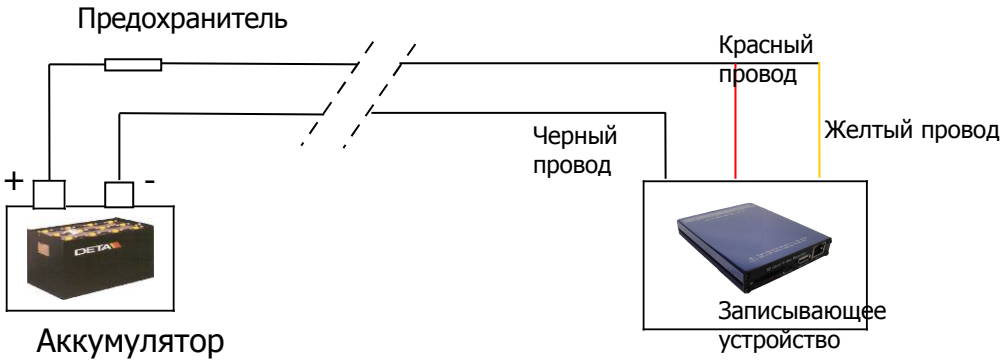 Предохранитель
Красный
провод
Желтый провод
Черный
провод
+ -
DETA
Записывающее
устройство
Аккумулятор